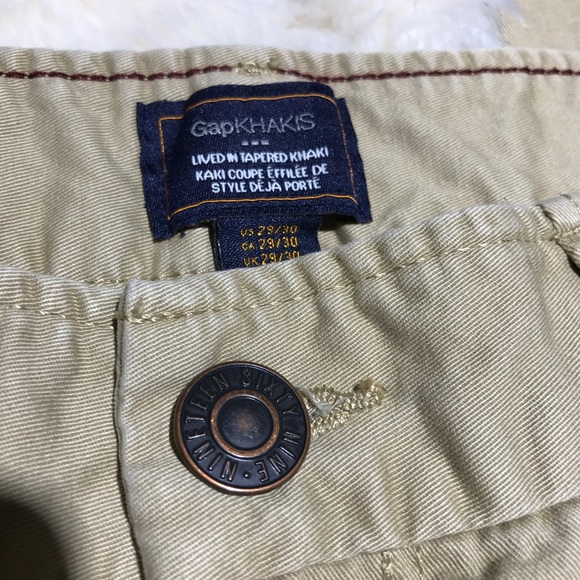 GapKHAKIS
LIVED IN TAPERED KHAKI
KAKI COUPE ÉFFILÉE DE
STYLE DÉJÀ PORTÉ
US 29/30
CA 29/30
UK 29/30
NINETEEN SIXTY NINE •